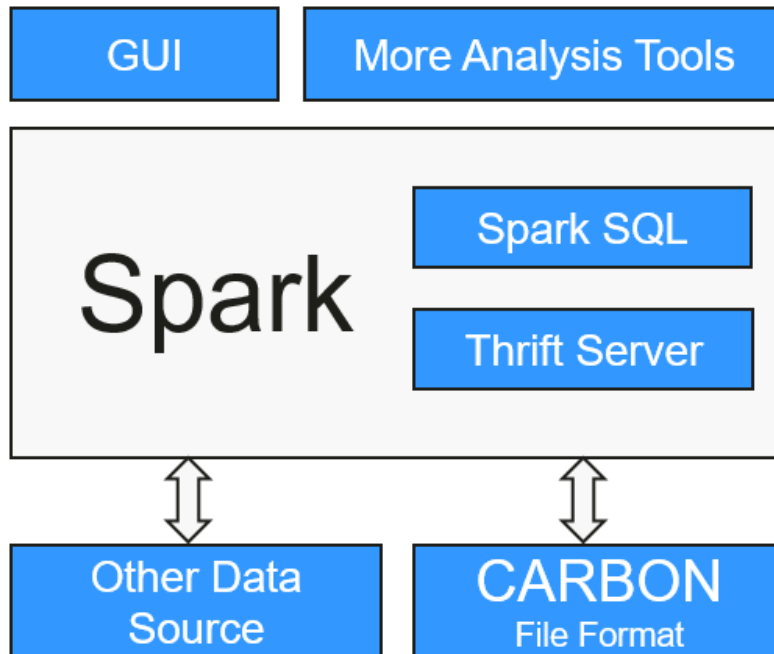 GUI
More Analysis Tools
Spark
Spark SQL
Thrift Server
Other Data
Source
CARBON
File Format